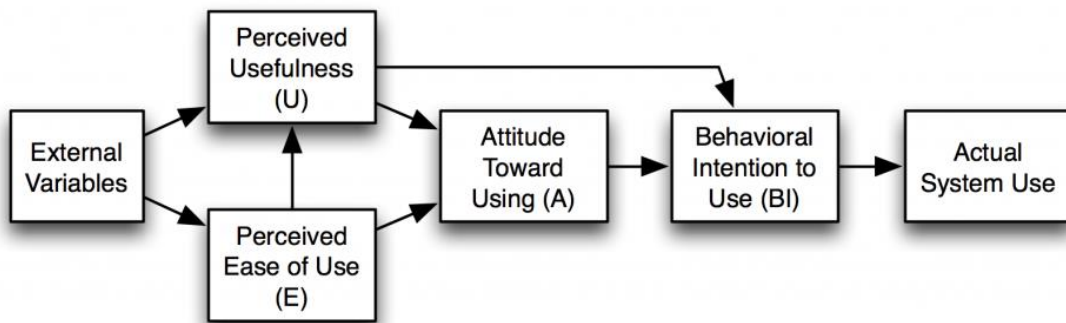 External
Variables
Perceived
Usefulness
(U)
Perceived
Ease of Use
(E)
Attitude
Toward
Using (A)
Behavioral
Intention to
Use (BI)
Actual
System Use